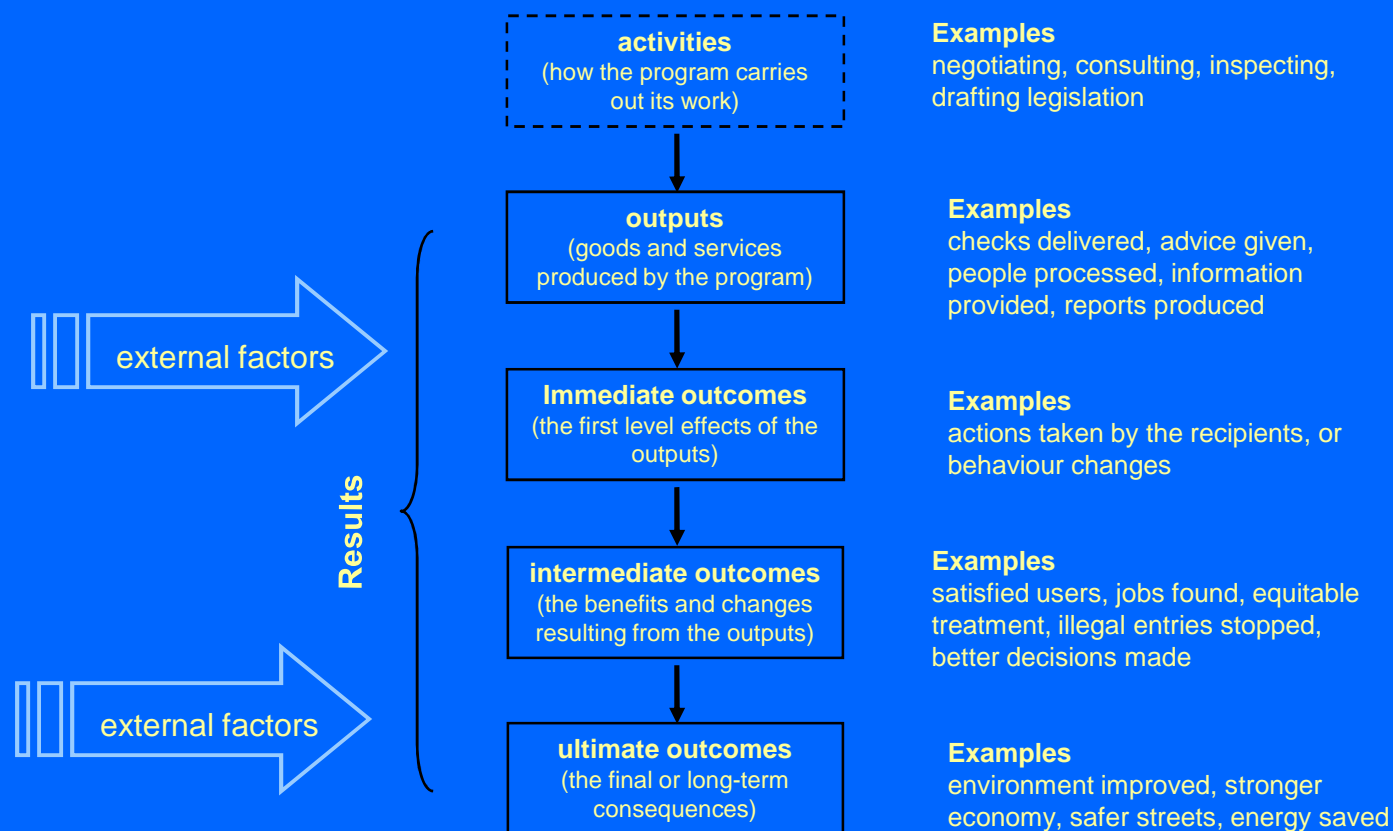 activities
(how the program carries
out its work)
Examples
negotiating, consulting, inspecting,
drafting legislation
outputs
(goods and services
produced by the program)
Examples
checks delivered, advice given,
people processed, information
provided, reports produced
external factors
Immediate outcomes
(the first level effects of the
outputs)
Examples
actions taken by the recipients, or
behaviour changes
Results
intermediate outcomes
(the benefits and changes
resulting from the outputs)
Examples
satisfied users, jobs found, equitable
treatment, illegal entries stopped,
better decisions made
external factors
ultimate outcomes
(the final or long-term
consequences)
Examples
environment improved, stronger
economy, safer streets, energy saved